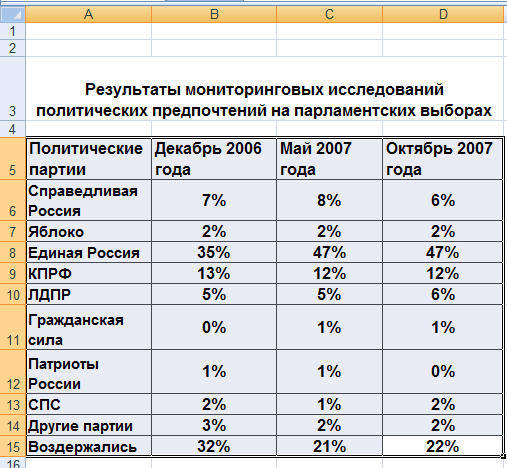 A B C D
1
2
Результаты мониторинговых исследований
3 политических предпочтений на парламентских выборах
4
Политические Декабрь 2006 Май 2007 Октябрь 2007
5 партии года года года
Справедливая
6 Россия 7% 8% 6%
7 Яблоко 2% 2% 2%
8 Единая Россия 35% 47% 47%
9 КПРФ 13% 12% 12%
10 ЛДПР 5% 5% 6%
Гражданская
11 сила 0% 1% 1%
Патриоты
12 России 1% 1% 0%
13 СПС 2% 1% 2%
14 Другие партии 3% 2% 2%
15 Воздержались 32% 21% 22%
16